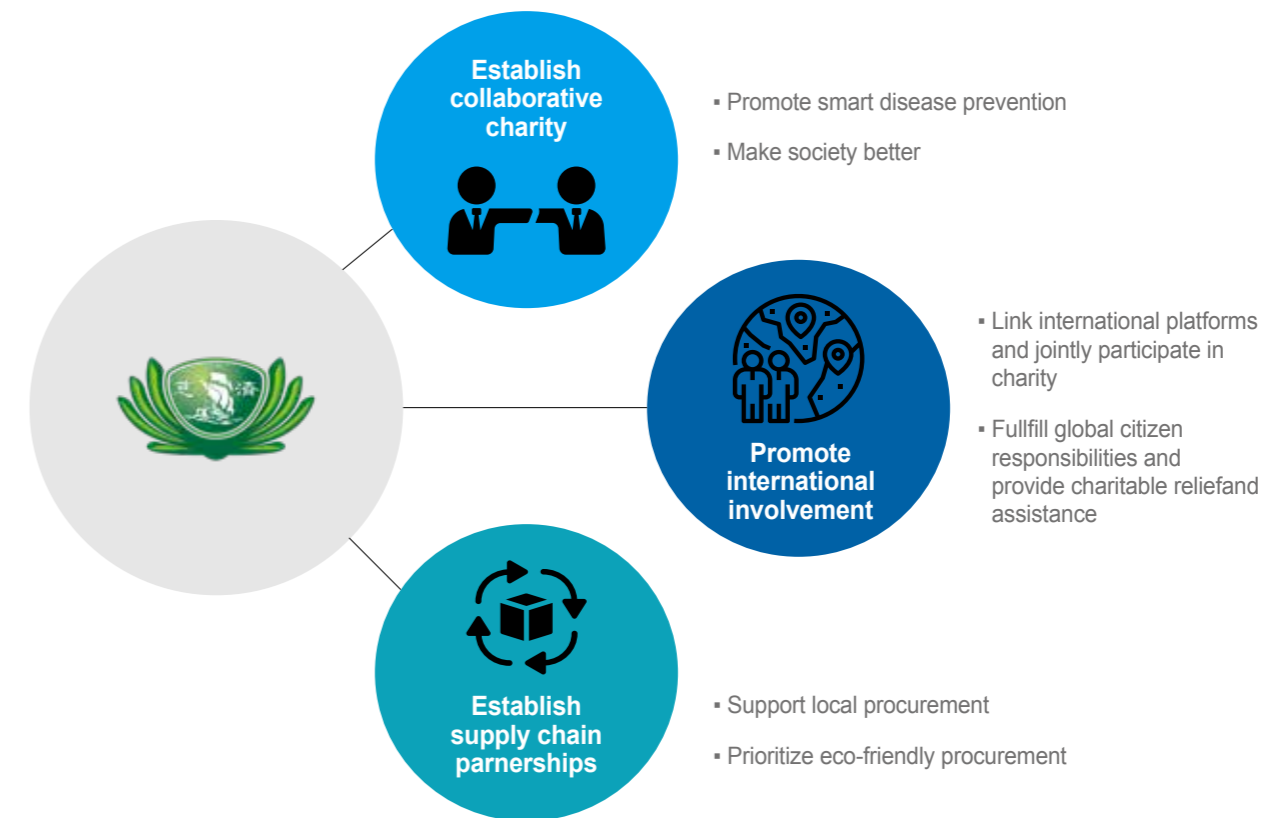 Establish
collaborative
charity
▪ Promote smart disease prevention
▪ Make society better
Promote
international
involvement
▪ Link international platforms
and jointly participate in
charity
▪ Fullfill global citizen
responsibilities and
provide charitable reliefand
assistance
Establish
supply chain
parnerships
▪ Support local procurement
▪ Prioritize eco-friendly procurement